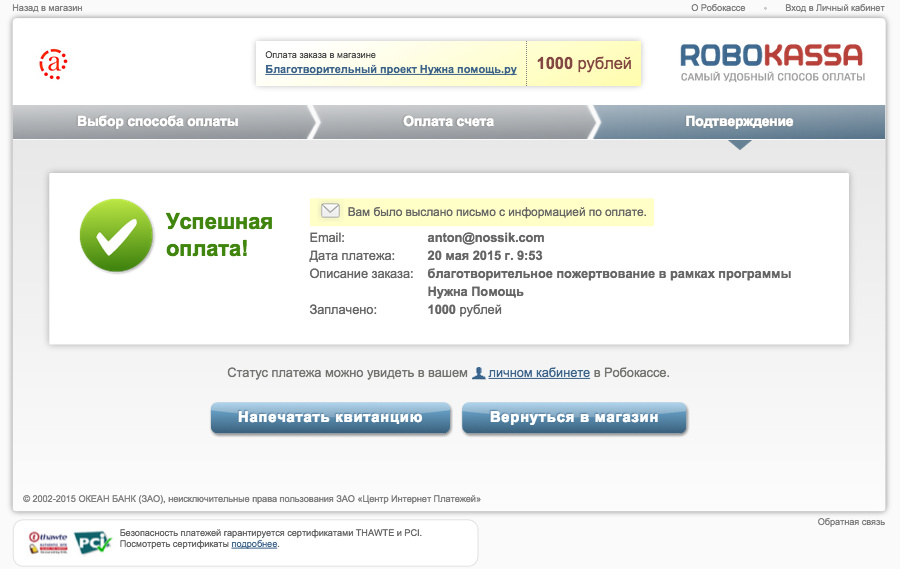 Назад в магазин
О Робокассе • Вход в Личный кабинет
a
Оплата заказа в магазине
Благотворительный проект Нужна помощь.ру
1000 рублей
ROBOKASSA
САМЫЙ УДОБНЫЙ СПОСОБ ОПЛАТЫ
Выбор способа оплаты
Оплата счета
Подтверждение
Успешная
оплата!
Вам было выслано письмо с информацией по оплате.
Email: anton@nossik.com
Дата платежа: 20 мая 2015 г. 9:53
Описание заказа: благотворительное пожертвование в рамках программы
Нужна Помощь
Заплачено: 1000 рублей
Статус платежа можно увидеть в вашем личном кабинете в Робокассе.
Напечатать квитанцию
Вернуться в магазин
© 2002-2015 ОКЕАН БАНК (ЗАО), неисключительные права пользования ЗАО «Центр Интернет Платежей»
Обратная связь
thawte
PCI
Безопасность платежей гарантируется сертификатами THAWTE и PCI.
Посмотреть сертификаты подробнее.